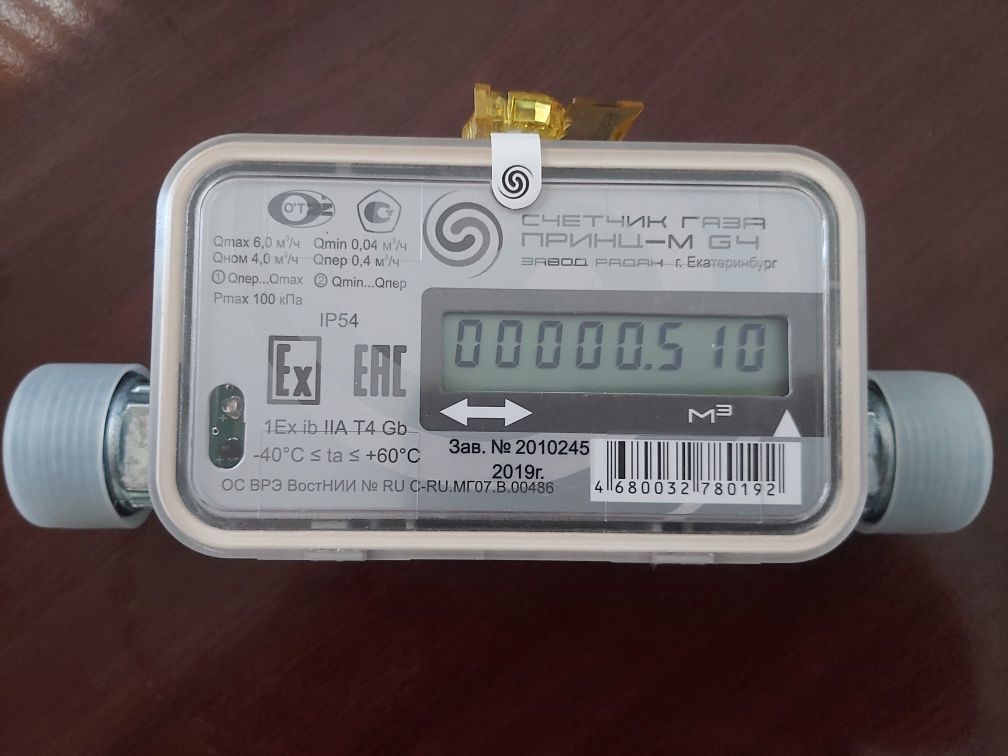 СЧЕТЧИК ГАЗА
ПРИНЦ-М G4
ЗАВОД РАДАН г. Екатеринбург
Qmax 6,0 м³/ч Qmin 0,04 м³/ч
Qном 4,0 м³/ч Qпер 0,4 м³/ч
① Qпер...Qmax ② Qmin...Qпер
Pmax 100 кПа
IP54
Ex EAC
00000.510
м³
1Ex ib IIA T4 Gb
-40°C ≤ ta ≤ +60°C
ОС ВРЭ ВостНИИ № RU C-RU.МГ07.В.00486
Зав. № 2010245
2019г.
4 680032 780192